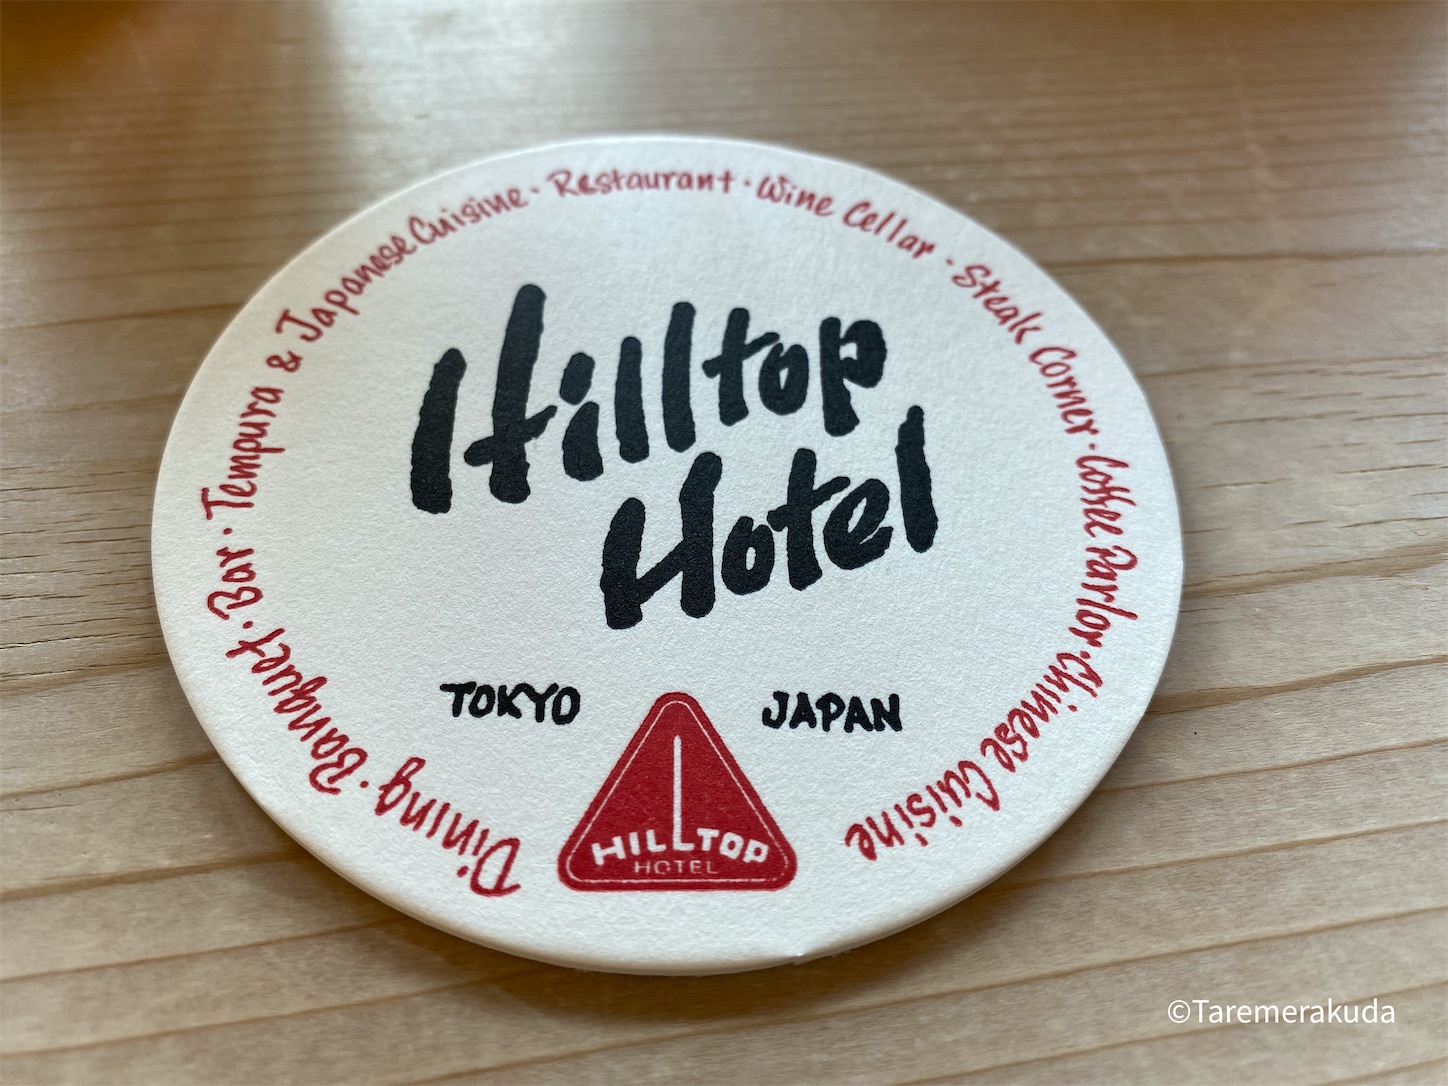 Dining · Banquet · Bar · Tempura & Japanese Cuisine · Restaurant · Wine Cellar · Steak Corner · Coffee Parlor · Chinese Cuisine
Hilltop
Hotel
TOKYO JAPAN
HILLTOP
HOTEL
©Taremerakuda